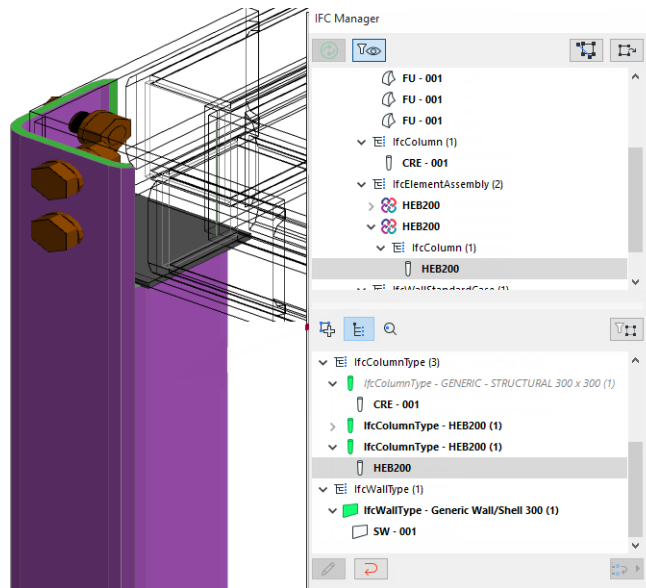 IFC Manager
FU - 001
FU - 001
FU - 001
IfcColumn (1)
CRE - 001
IfcElementAssembly (2)
HEB200
HEB200
IfcColumn (1)
HEB200
IfcWallStandardCase (1)
IfcColumnType (3)
IfcColumnType - GENERIC - STRUCTURAL 300 x 300 (1)
CRE - 001
IfcColumnType - HEB200 (1)
IfcColumnType - HEB200 (1)
HEB200
IfcWallType (1)
IfcWallType - Generic Wall/Shell 300 (1)
SW - 001